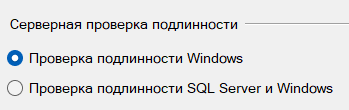 Серверная проверка подлинности
Проверка подлинности Windows
Проверка подлинности SQL Server и Windows